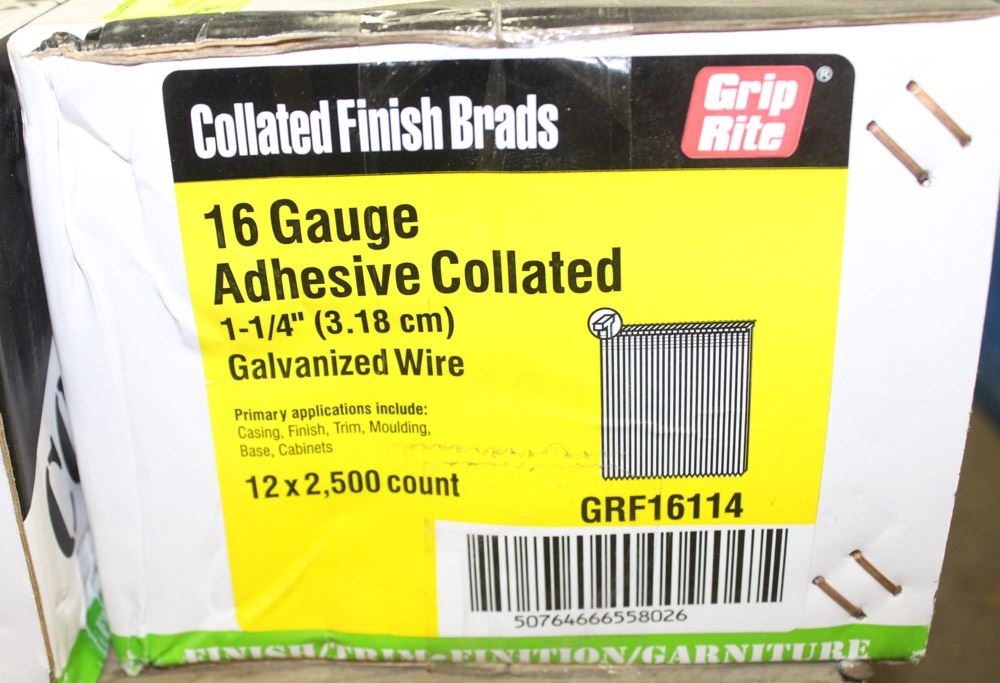 Collated Finish Brads
Grip
Rite®
16 Gauge
Adhesive Collated
1-1/4" (3.18 cm)
Galvanized Wire
Primary applications include:
Casing, Finish, Trim, Moulding,
Base, Cabinets
12 x 2,500 count
GRF16114
50764666558026
FINISH/TRIM-FINITION/GARNITURE